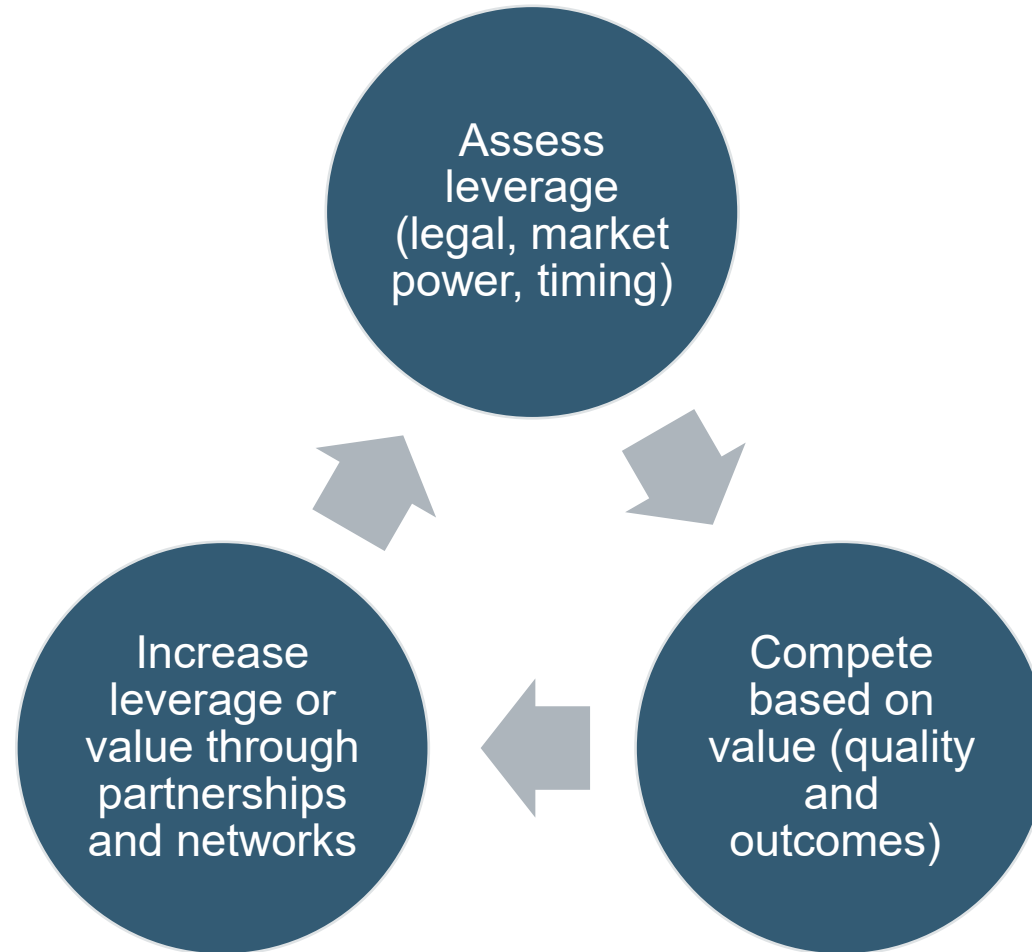 Assess
leverage
(legal, market
power, timing)
Compete
based on
value (quality
and
outcomes)
Increase
leverage or
value through
partnerships
and networks